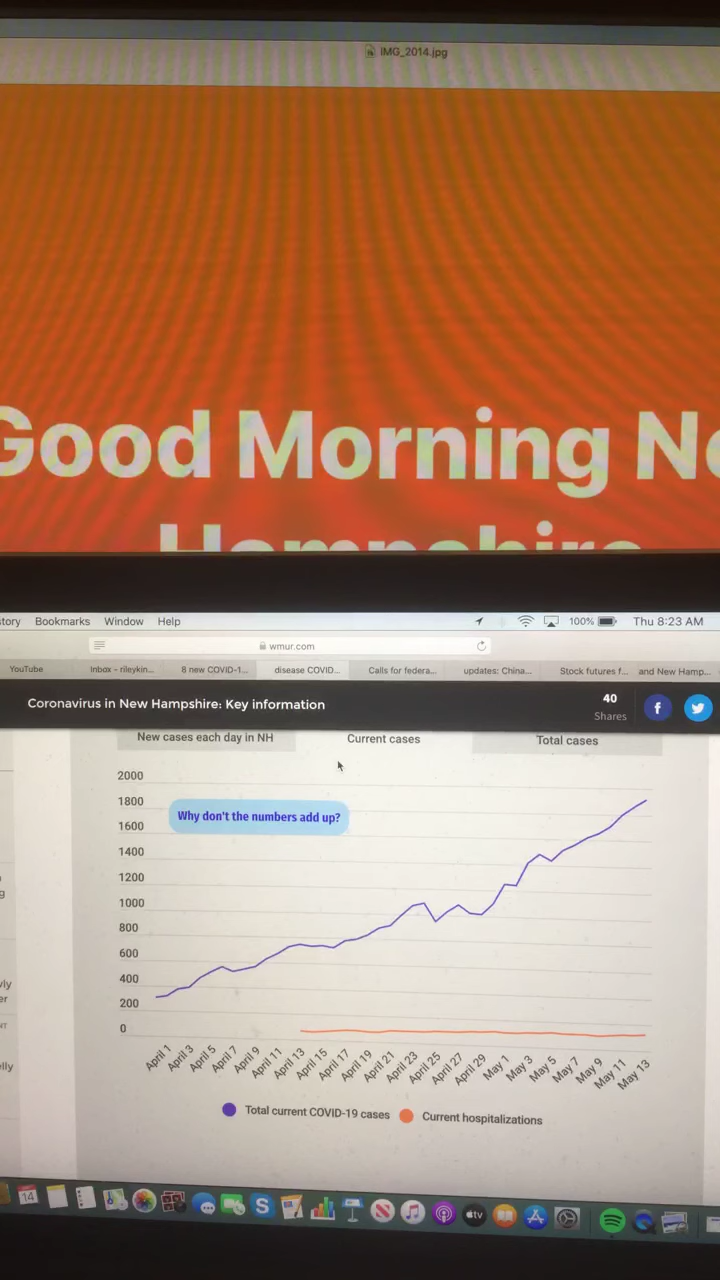 IMG_2014.jpg
Good Morning Ne
Hampshire
story Bookmarks Window Help 100% Thu 8:23 AM
wmur.com
YouTube Inbox - rileykin... 8 new COVID-1... disease COVID... Calls for federa... updates: China... Stock futures f... and New Hamp...
Coronavirus in New Hampshire: Key information
40
Shares
New cases each day in NH Current cases Total cases
2000
1800
Why don't the numbers add up?
1600
1400
1200
1000
800
600
400
200
0
April 1 April 3 April 5 April 7 April 9 April 11 April 13 April 15 April 17 April 19 April 21 April 23 April 25 April 27 April 29 May 1 May 3 May 5 May 7 May 9 May 11 May 13
Total current COVID-19 cases Current hospitalizations
14
tv